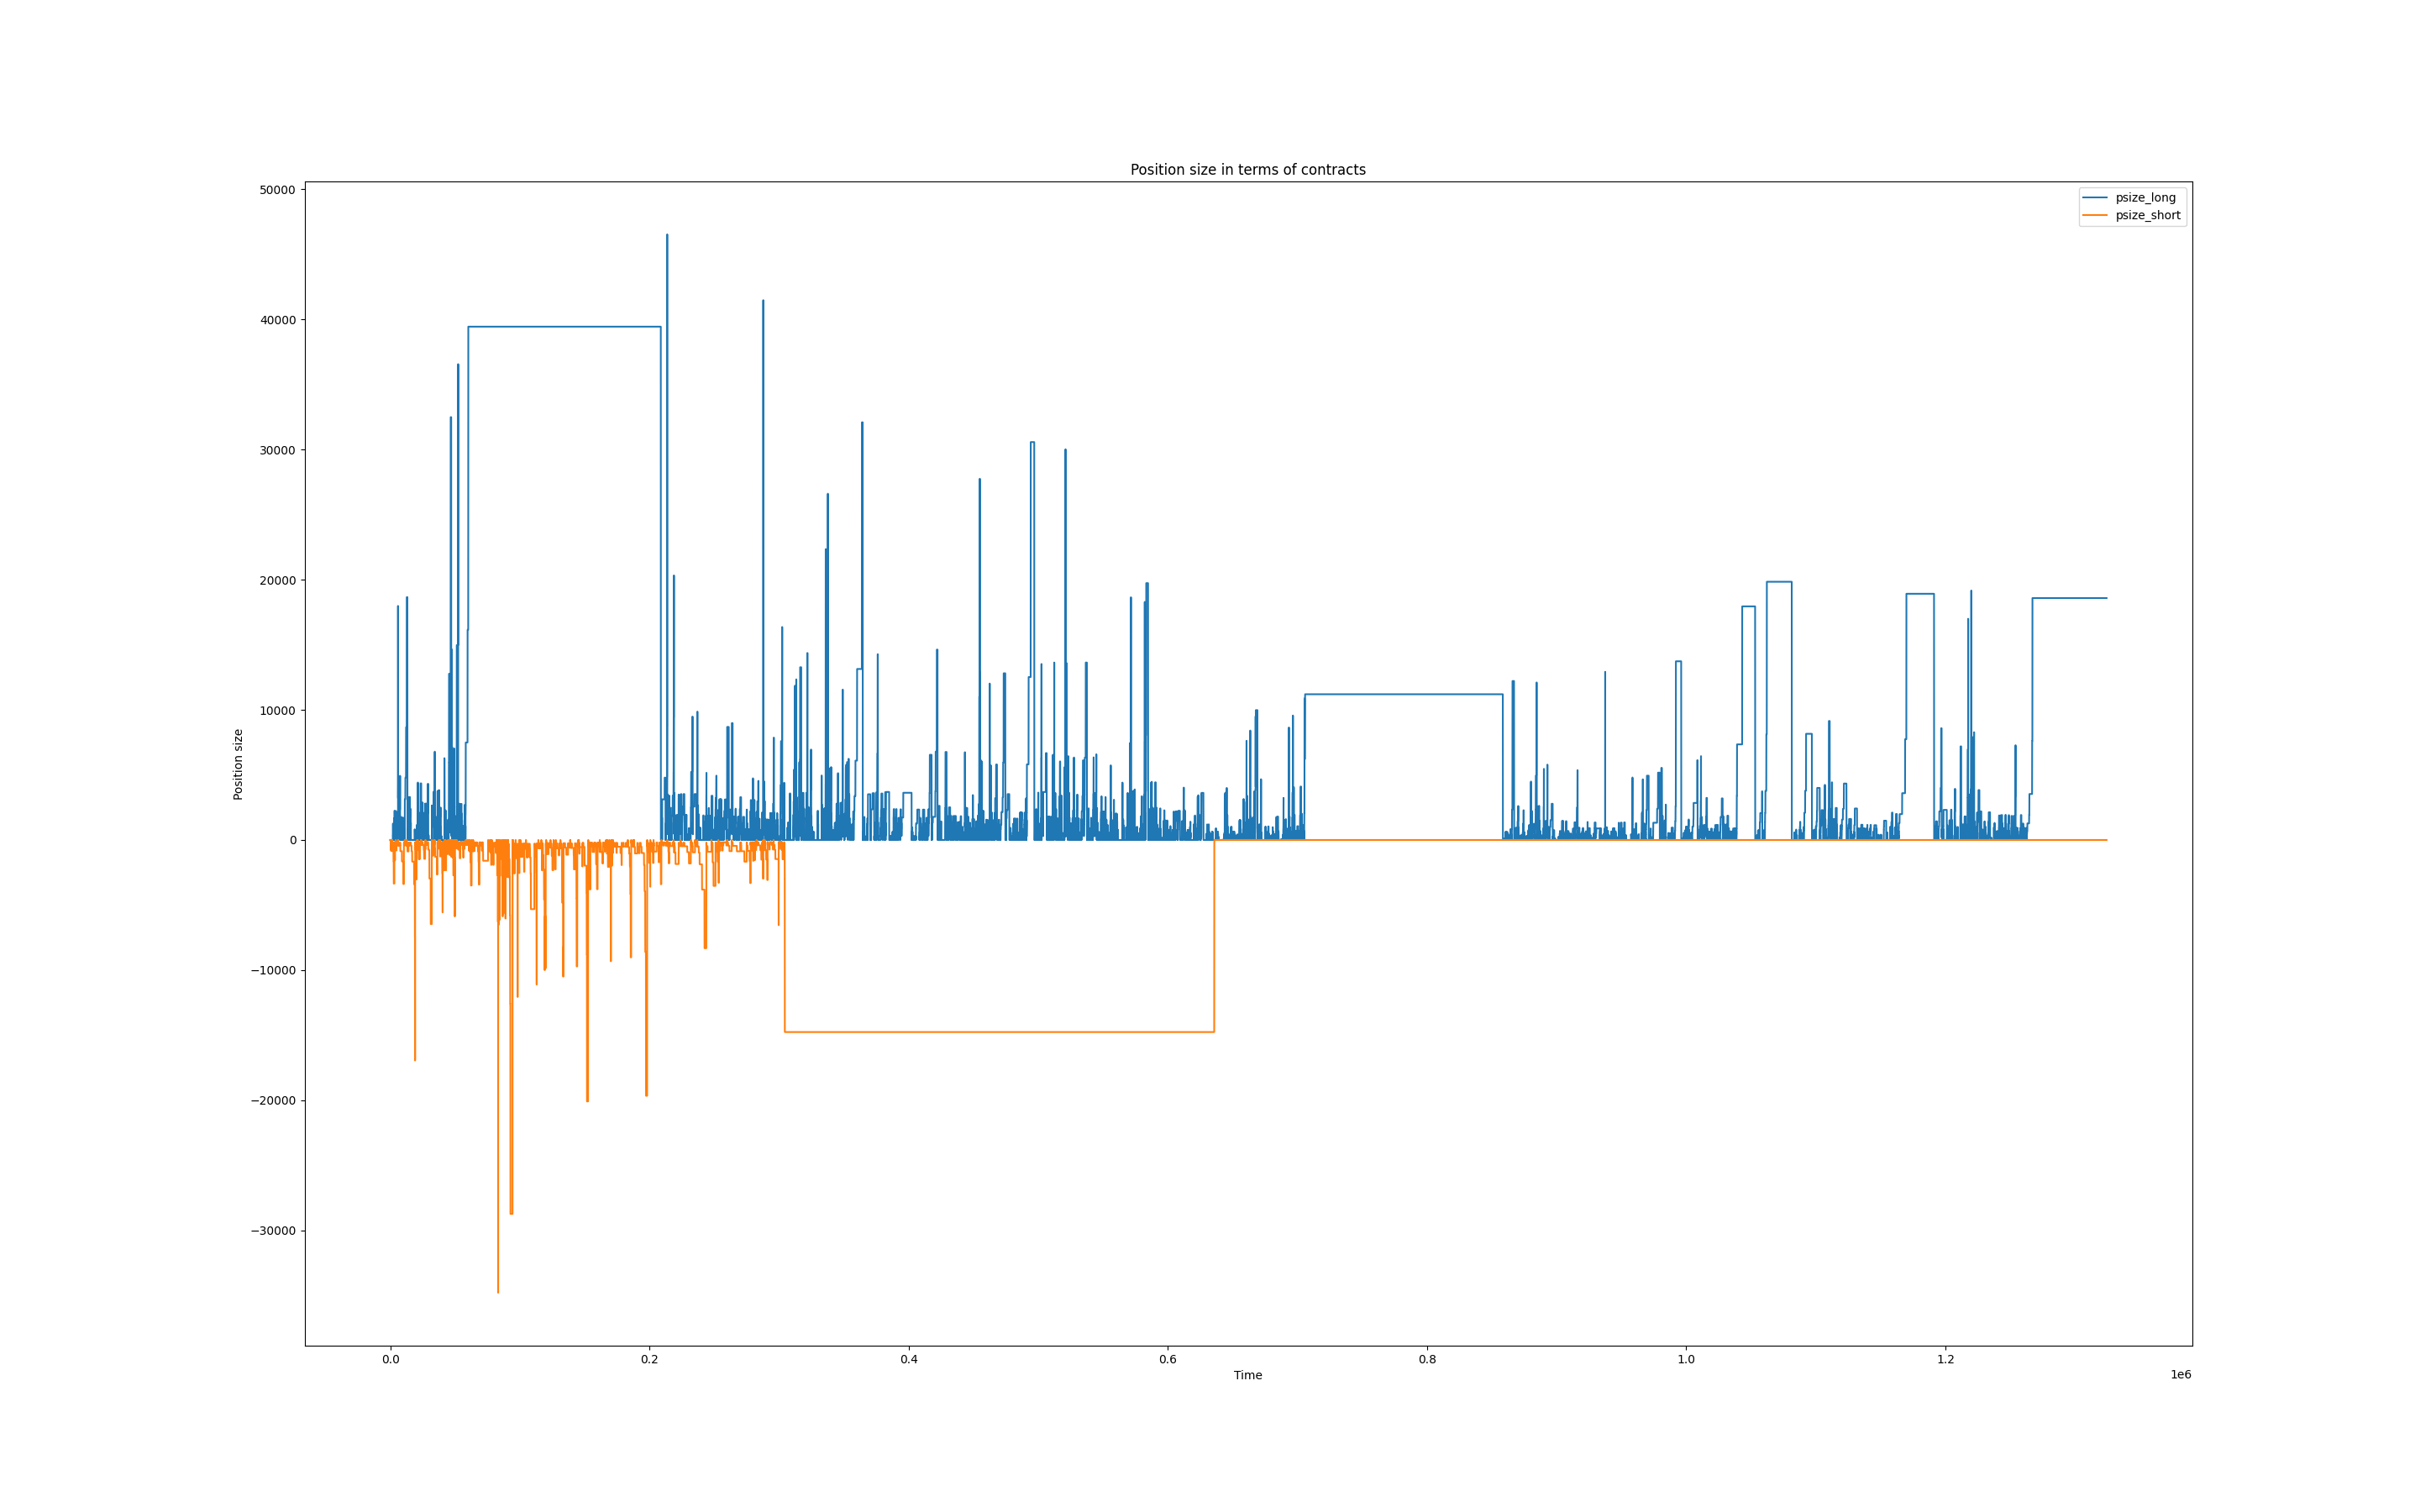 Position size in terms of contracts
psize_long
psize_short
50000
40000
30000
20000
10000
0
−10000
−20000
−30000
Position size
0.0 0.2 0.4 0.6 0.8 1.0 1.2
Time
1e6